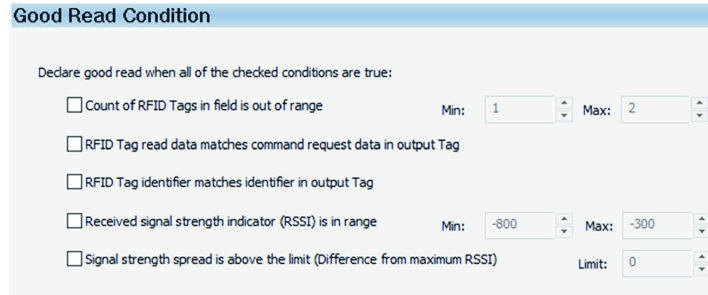 Good Read Condition
Declare good read when all of the checked conditions are true:
Count of RFID Tags in field is out of range Min: 1 Max: 2
RFID Tag read data matches command request data in output Tag
RFID Tag identifier matches identifier in output Tag
Received signal strength indicator (RSSI) is in range Min: -800 Max: -300
Signal strength spread is above the limit (Difference from maximum RSSI) Limit: 0